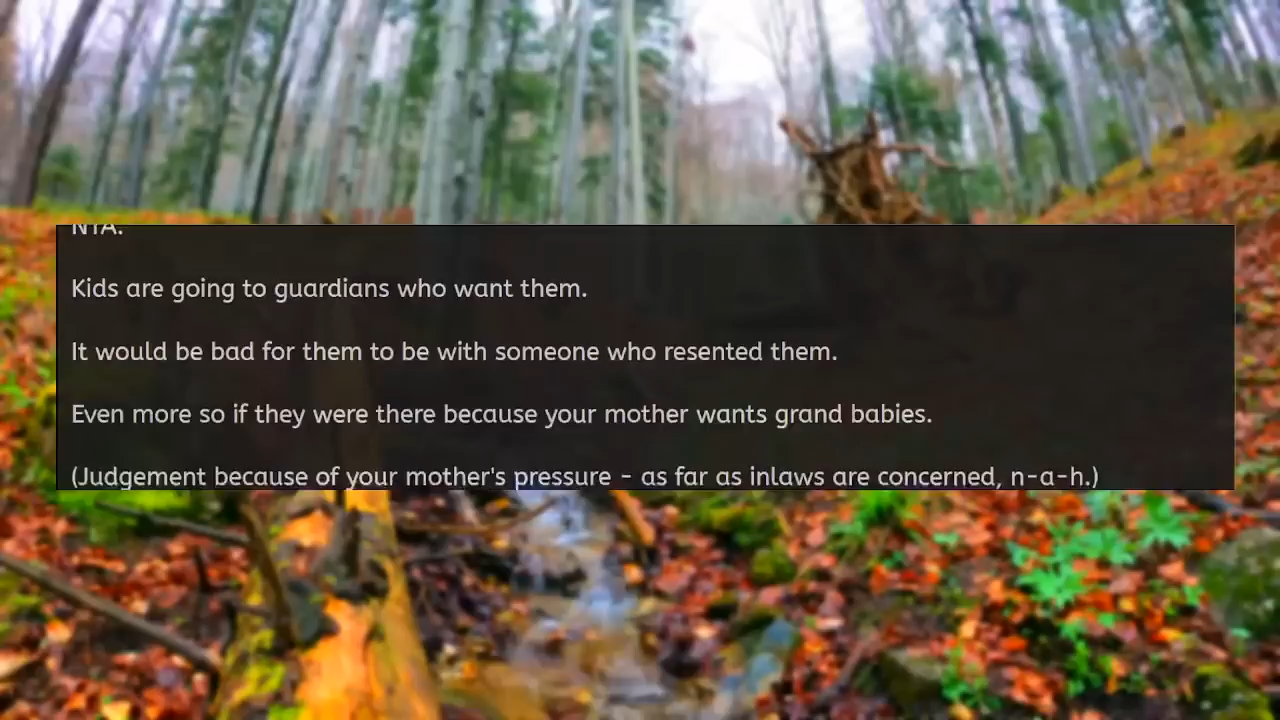 NTA.
Kids are going to guardians who want them.
It would be bad for them to be with someone who resented them.
Even more so if they were there because your mother wants grand babies.
(Judgement because of your mother's pressure - as far as inlaws are concerned, n-a-h.)